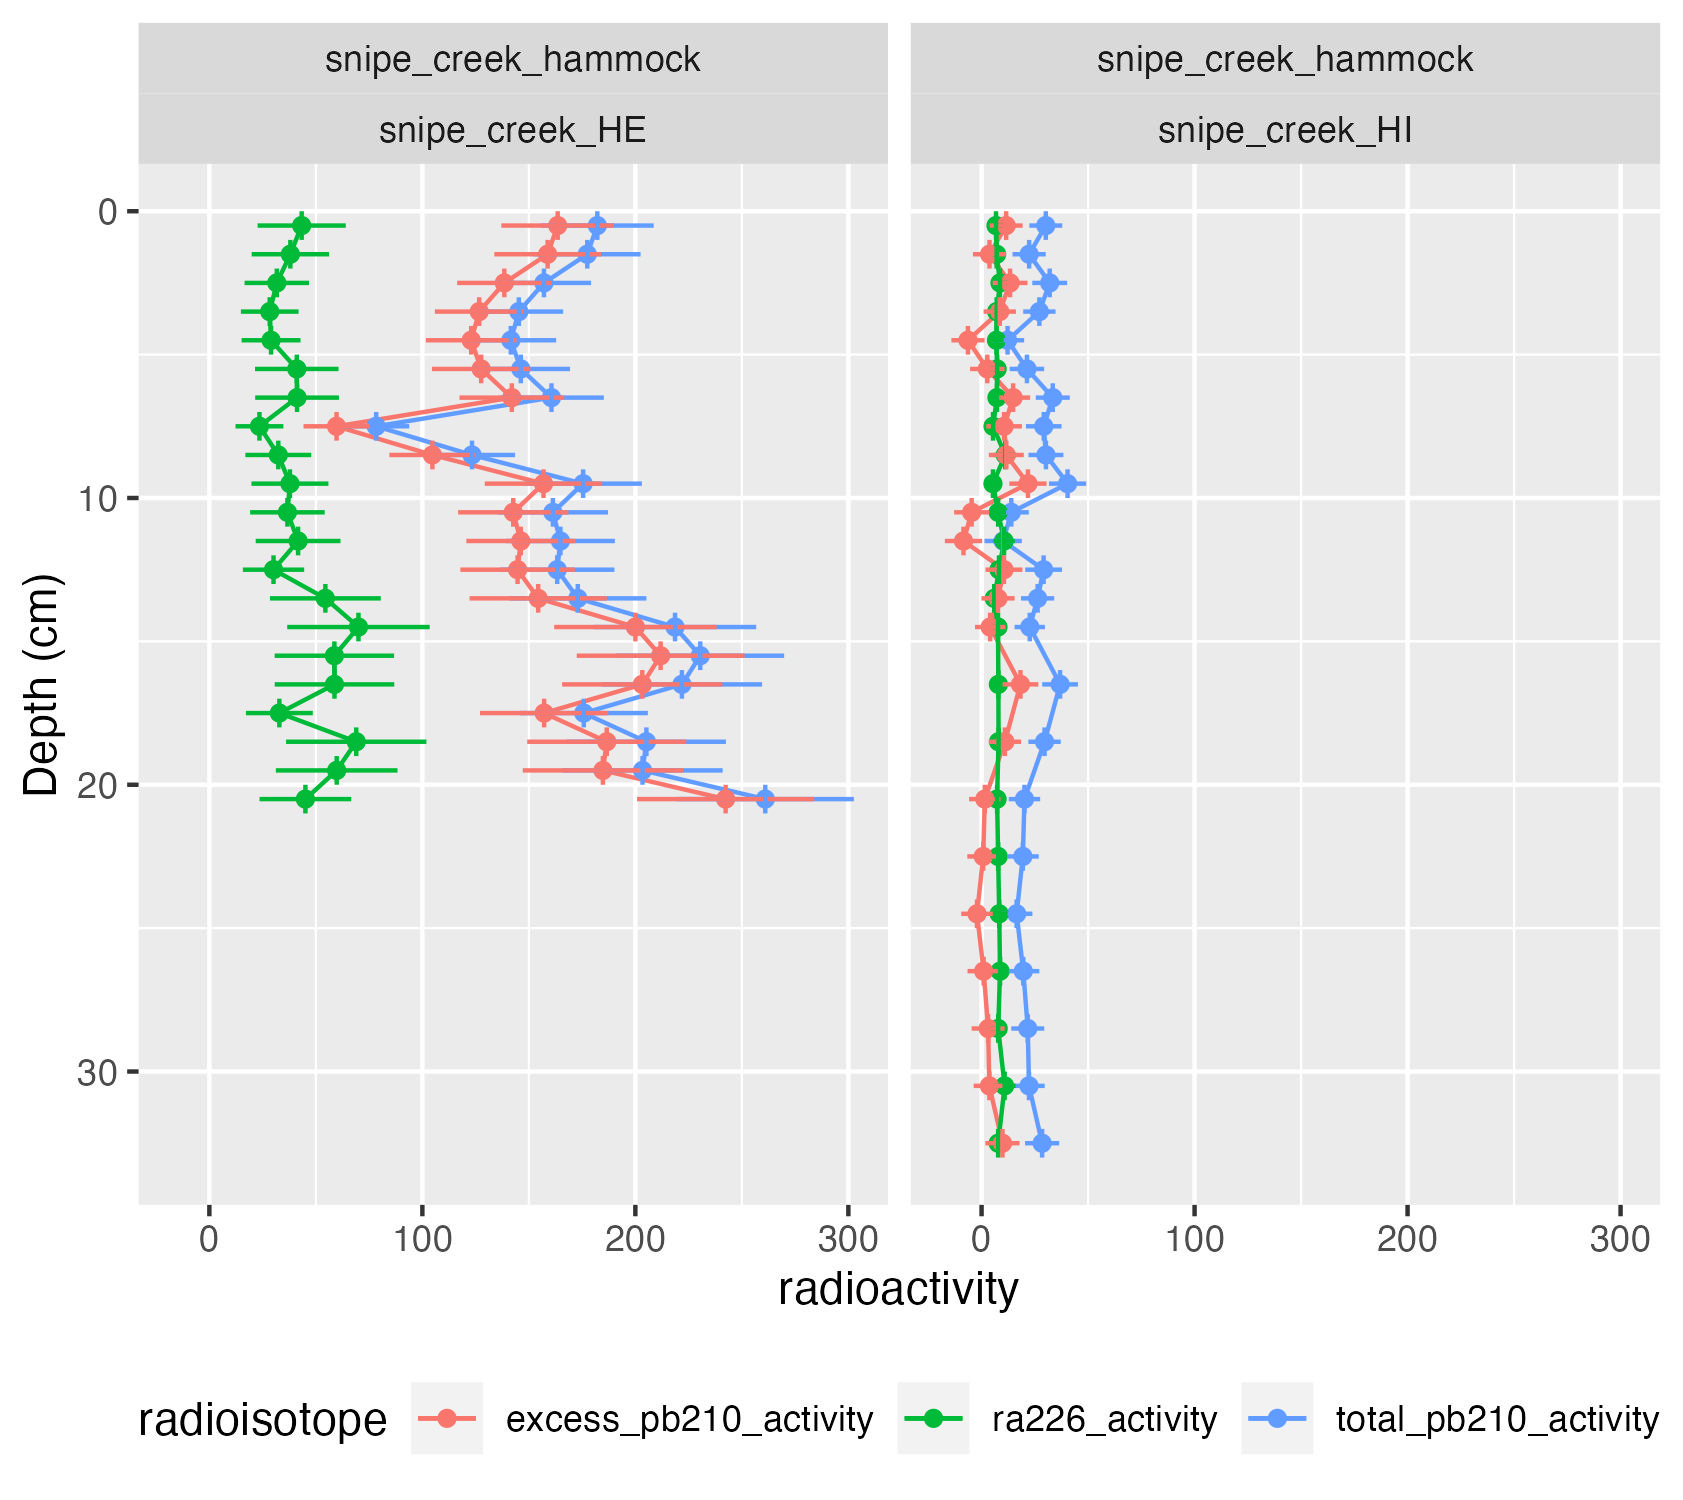 snipe_creek_hammock snipe_creek_hammock
snipe_creek_HE snipe_creek_HI
0
10
20
30
Depth (cm)
0 100 200 300 0 100 200 300
radioactivity
radioisotope excess_pb210_activity ra226_activity total_pb210_activity